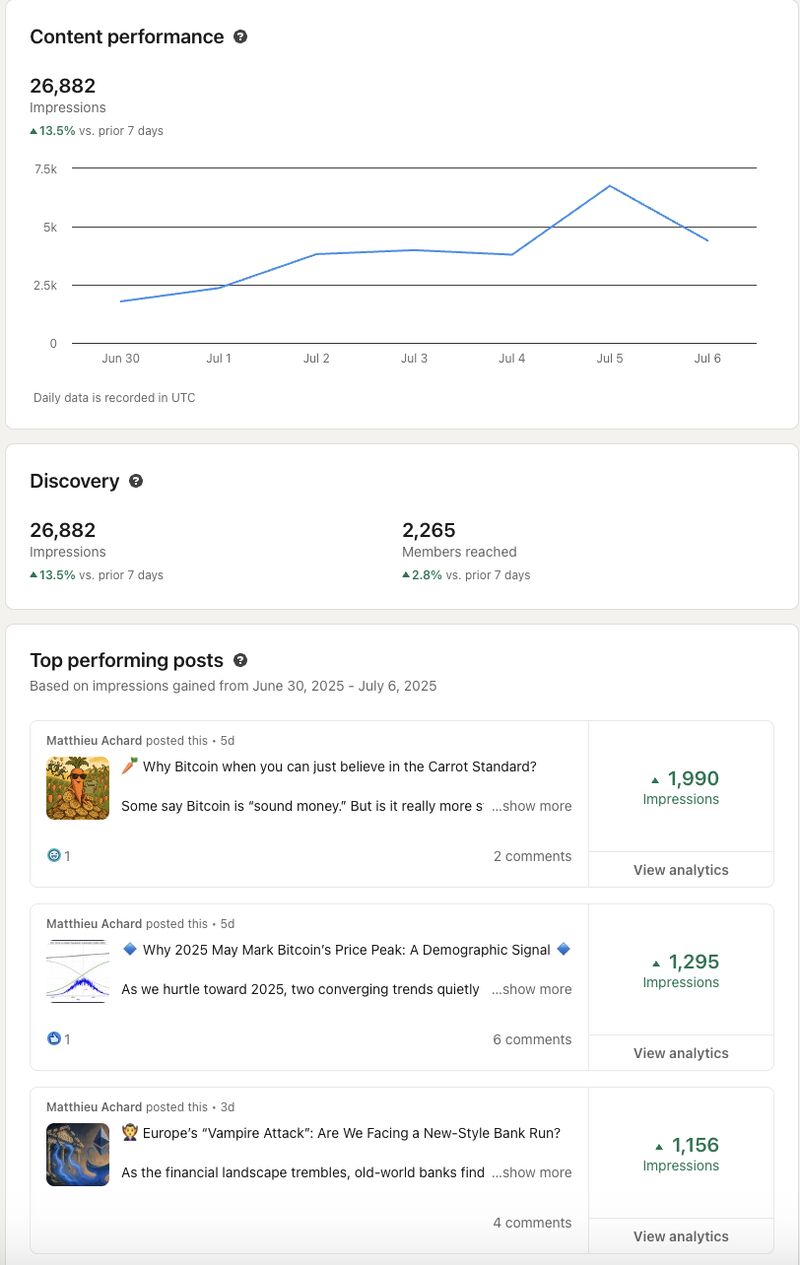 Content performance
26,882
Impressions
13.5% vs. prior 7 days
7.5k
5k
2.5k
0
Jun 30 Jul 1 Jul 2 Jul 3 Jul 4 Jul 5 Jul 6
Daily data is recorded in UTC
Discovery
26,882
Impressions
13.5% vs. prior 7 days
2,265
Members reached
2.8% vs. prior 7 days
Top performing posts
Based on impressions gained from June 30, 2025 - July 6, 2025
Matthieu Achard posted this • 5d
🥕 Why Bitcoin when you can just believe in the Carrot Standard?
Some say Bitcoin is “sound money.” But is it really more s ...show more
1
2 comments
1,990
Impressions
View analytics
Matthieu Achard posted this • 5d
🔷 Why 2025 May Mark Bitcoin’s Price Peak: A Demographic Signal 🔷
As we hurtle toward 2025, two converging trends quietly ...show more
1
6 comments
1,295
Impressions
View analytics
Matthieu Achard posted this • 3d
🧛 Europe’s “Vampire Attack”: Are We Facing a New-Style Bank Run?
As the financial landscape trembles, old-world banks find ...show more
4 comments
1,156
Impressions
View analytics